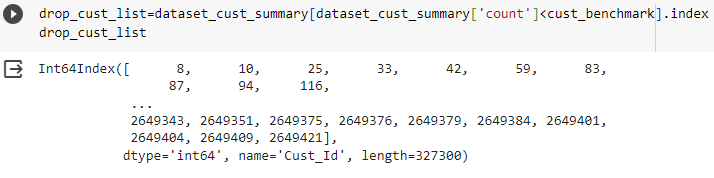 drop_cust_list=dataset_cust_summary[dataset_cust_summary['count']<cust_benchmark].index
drop_cust_list
Int64Index([      8,      10,      25,      33,      42,      59,      83,
                 87,      94,     116,
            ...
            2649343, 2649351, 2649375, 2649376, 2649379, 2649384, 2649401,
            2649404, 2649409, 2649421],
           dtype='int64', name='Cust_Id', length=327300)